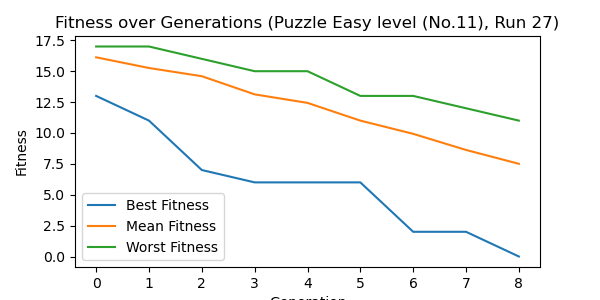 Fitness over Generations (Puzzle Easy level (No.11), Run 27)
17.5
15.0
12.5
10.0
7.5
5.0
2.5
0.0
Fitness
Best Fitness
Mean Fitness
Worst Fitness
0 1 2 3 4 5 6 7 8
Generation